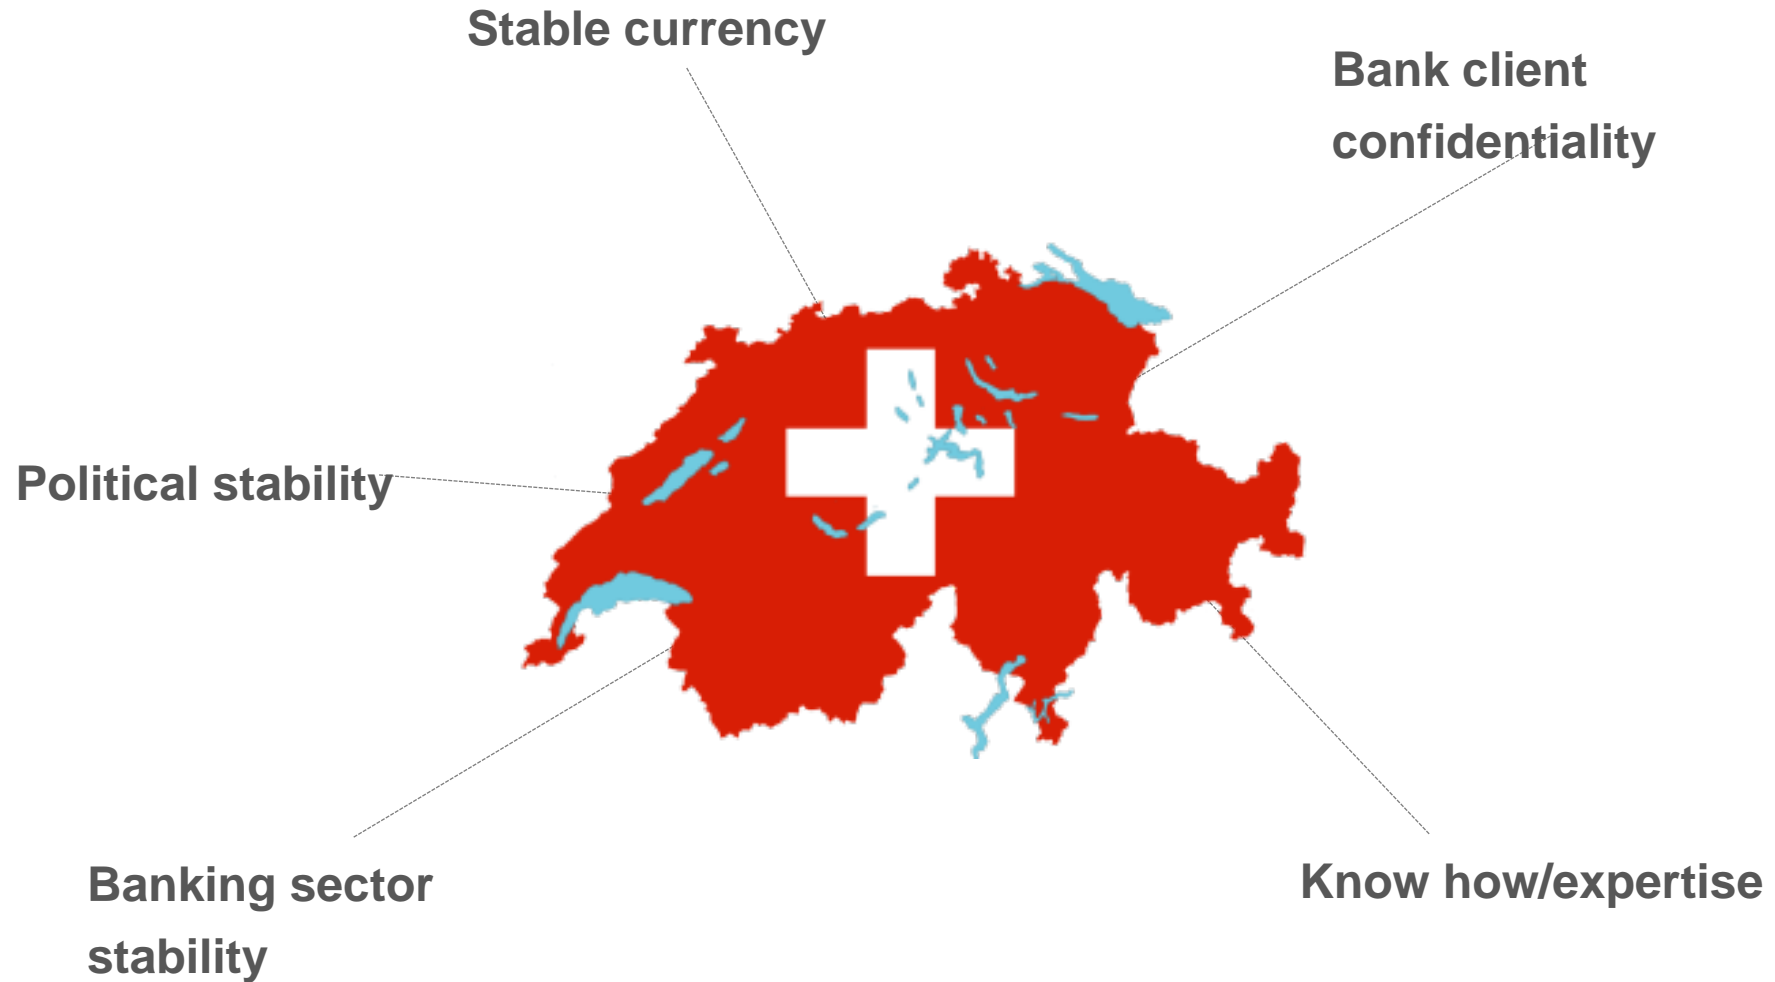 Stable currency
Bank client
confidentiality
Political stability
Banking sector
stability
Know how/expertise